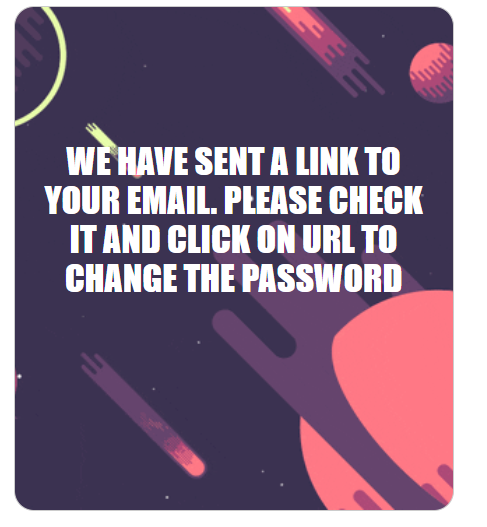 WE HAVE SENT A LINK TO
YOUR EMAIL. PLEASE CHECK
IT AND CLICK ON URL TO
CHANGE THE PASSWORD